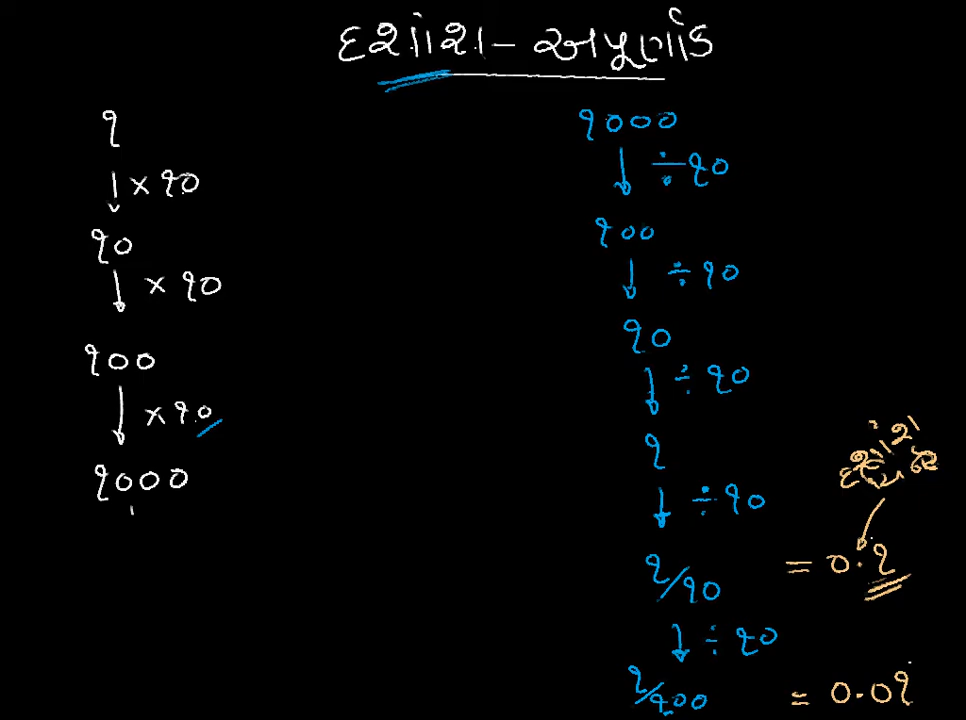 દશાંશ - અપૂર્ણાંક
૧
↓ × ૧૦
૧૦
↓ × ૧૦
૧૦૦
↓ × ૧૦
૧૦૦૦
૧૦૦૦
↓ ÷ ૧૦
૧૦૦
↓ ÷ ૧૦
૧૦
↓ ÷ ૧૦
૧
↓ ÷ ૧૦
૧/૧૦ = ૦.૧
↓ ÷ ૧૦
૧/૧૦૦ = ૦.૦૧